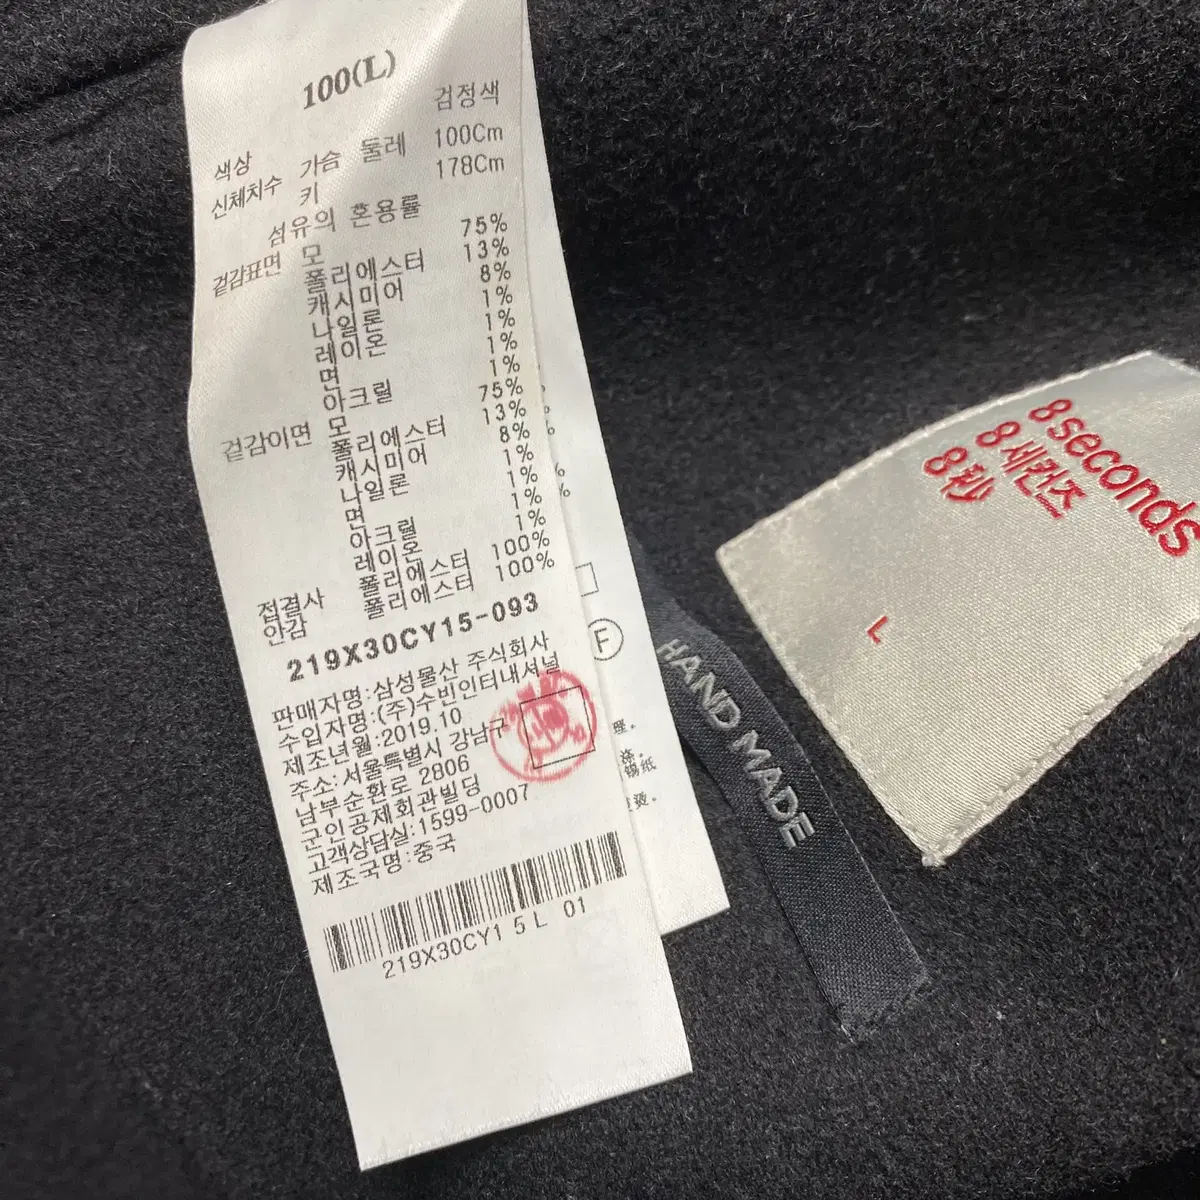 100(L)
색상 검정색
신체치수 가슴 둘레 100Cm
키 178Cm
섬유의 혼용률
겉감표면 모 75%
폴리에스터 13%
캐시미어 8%
나일론 1%
레이온 1%
면 1%
아크릴 1%
겉감이면 모 75%
폴리에스터 13%
캐시미어 8%
나일론 1%
면 1%
아크릴 1%
레이온 1%
접결사 폴리에스터 100%
안감 폴리에스터 100%
219X30CY15-093
판매자명:삼성물산 주식회사
수입자명:(주)수빈인터내셔널
제조년월:2019.10
주소:서울특별시 강남구
남부순환로 2806
군인공제회관빌딩
고객상담실:1599-0007
제조국명:중국
219X30CY1 5 L 01
F
HAND MADE
8seconds
8세컨즈
8秒
L